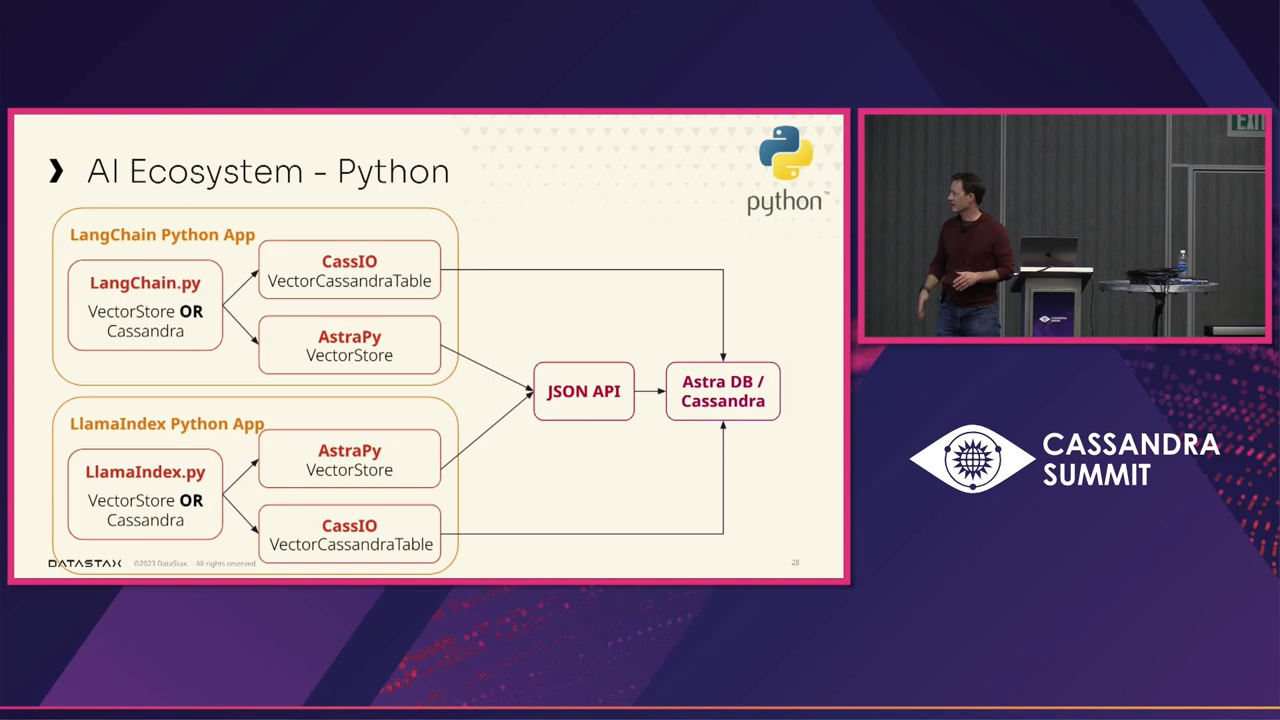 ❯ AI Ecosystem - Python
python™
LangChain Python App
LangChain.py
VectorStore OR
Cassandra
CassIO
VectorCassandraTable
AstraPy
VectorStore
JSON API
Astra DB /
Cassandra
LlamaIndex Python App
LlamaIndex.py
VectorStore OR
Cassandra
AstraPy
VectorStore
CassIO
VectorCassandraTable
DATASTAX
©2023 DataStax. - All rights reserved
28
EXIT
CASSANDRA
SUMMIT